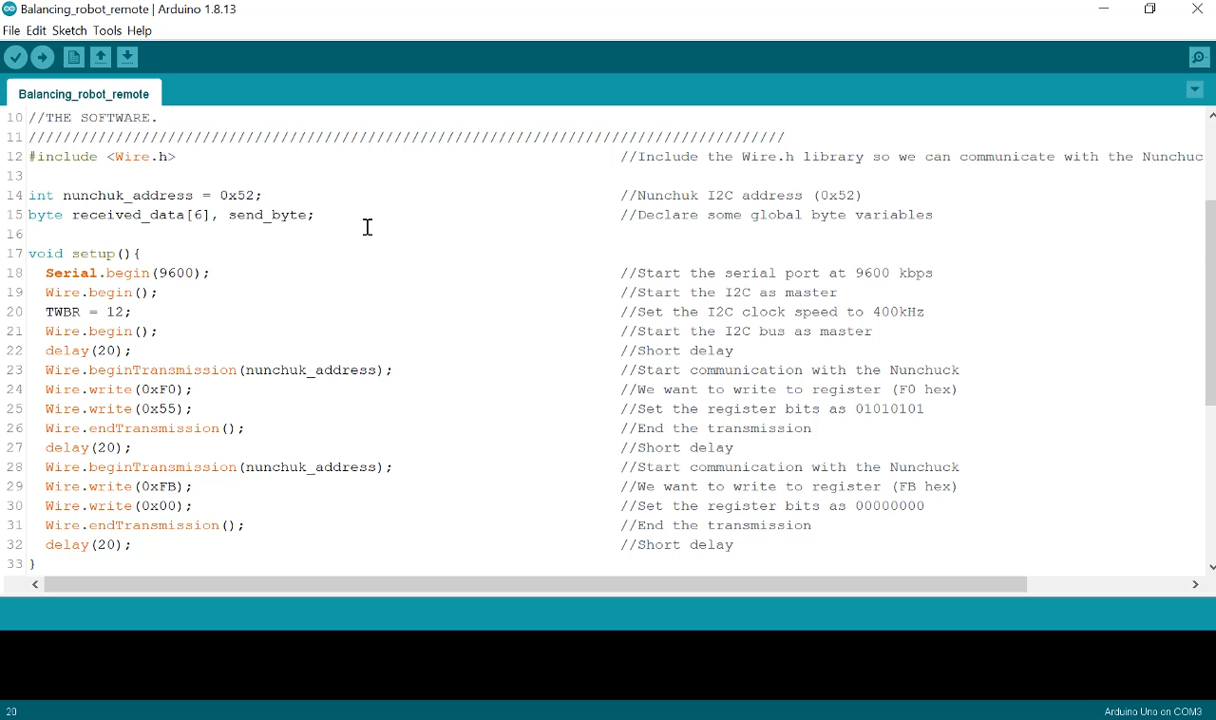 Balancing_robot_remote | Arduino 1.8.13
File Edit Sketch Tools Help
Balancing_robot_remote
10 //THE SOFTWARE.
11 ///////////////////////////////////////////////////////////////////////////////////////
12 #include <Wire.h> //Include the Wire.h library so we can communicate with the Nunchuc
13
14 int nunchuk_address = 0x52; //Nunchuk I2C address (0x52)
15 byte received_data[6], send_byte; //Declare some global byte variables
16
17 void setup(){
18 Serial.begin(9600); //Start the serial port at 9600 kbps
19 Wire.begin(); //Start the I2C as master
20 TWBR = 12; //Set the I2C clock speed to 400kHz
21 Wire.begin(); //Start the I2C bus as master
22 delay(20); //Short delay
23 Wire.beginTransmission(nunchuk_address); //Start communication with the Nunchuck
24 Wire.write(0xF0); //We want to write to register (F0 hex)
25 Wire.write(0x55); //Set the register bits as 01010101
26 Wire.endTransmission(); //End the transmission
27 delay(20); //Short delay
28 Wire.beginTransmission(nunchuk_address); //Start communication with the Nunchuck
29 Wire.write(0xFB); //We want to write to register (FB hex)
30 Wire.write(0x00); //Set the register bits as 00000000
31 Wire.endTransmission(); //End the transmission
32 delay(20); //Short delay
33 }
20
Arduino Uno on COM3